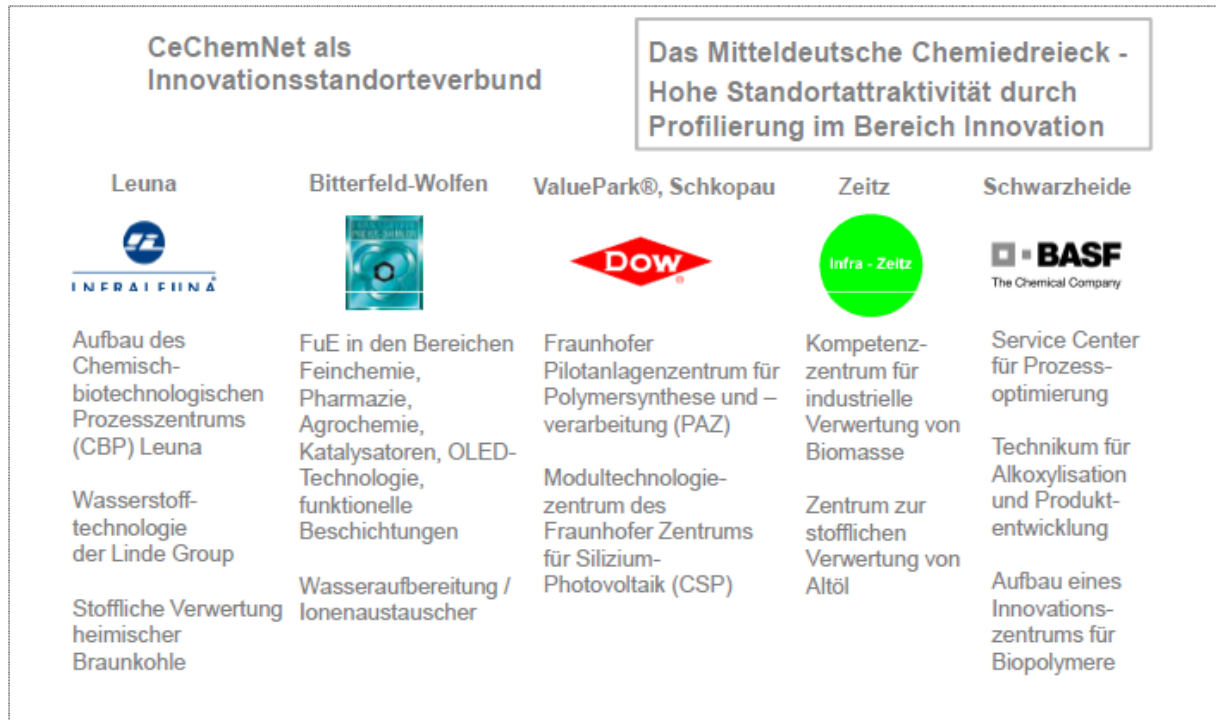 CeChemNet als
Innovationsstandorteverbund
Das Mitteldeutsche Chemiedreieck -
Hohe Standortattraktivität durch
Profilierung im Bereich Innovation
Leuna
INFRALEUNA
Aufbau des
Chemisch-
biotechnologischen
Prozesszentrums
(CBP) Leuna
Wasserstoff-
technologie
der Linde Group
Stoffliche Verwertung
heimischer
Braunkohle
Bitterfeld-Wolfen
FuE in den Bereichen
Feinchemie,
Pharmazie,
Agrochemie,
Katalysatoren, OLED-
Technologie,
funktionelle
Beschichtungen
Wasseraufbereitung /
Ionenaustauscher
ValuePark®, Schkopau
DOW®
Fraunhofer
Pilotanlagenzentrum für
Polymersynthese und –
verarbeitung (PAZ)
Modultechnologie-
zentrum des
Fraunhofer Zentrums
für Silizium-
Photovoltaik (CSP)
Zeitz
Infra - Zeitz
Kompetenz-
zentrum für
industrielle
Verwertung von
Biomasse
Zentrum zur
stofflichen
Verwertung von
Altöl
Schwarzheide
BASF
The Chemical Company
Service Center
für Prozess-
optimierung
Technikum für
Alkoxylisation
und Produkt-
entwicklung
Aufbau eines
Innovations-
zentrums für
Biopolymere